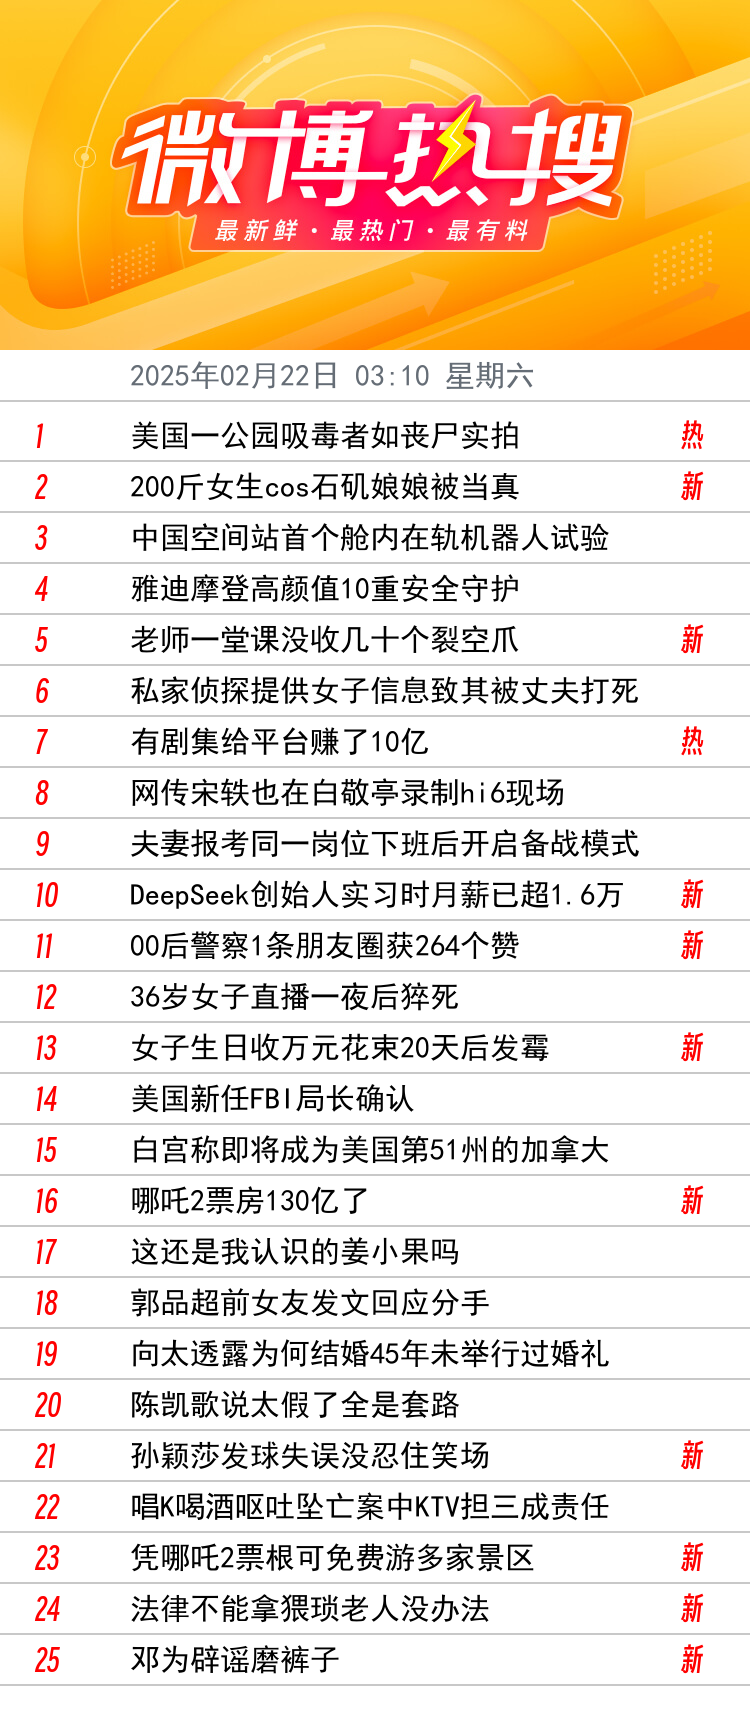 微博热搜
最新鲜·最热门·最有料
2025年02月22日 03:10 星期六
1 美国一公园吸毒者如丧尸实拍 热
2 200斤女生cos石矶娘娘被当真 新
3 中国空间站首个舱内在轨机器人试验
4 雅迪摩登高颜值10重安全守护
5 老师一堂课没收几十个裂空爪 新
6 私家侦探提供女子信息致其被丈夫打死
7 有剧集给平台赚了10亿 热
8 网传宋轶也在白敬亭录制hi6现场
9 夫妻报考同一岗位下班后开启备战模式
10 DeepSeek创始人实习时月薪已超1.6万 新
11 00后警察1条朋友圈获264个赞 新
12 36岁女子直播一夜后猝死
13 女子生日收万元花束20天后发霉 新
14 美国新任FBI局长确认
15 白宫称即将成为美国第51州的加拿大
16 哪吒2票房130亿了 新
17 这还是我认识的姜小果吗
18 郭品超前女友发文回应分手
19 向太透露为何结婚45年未举行过婚礼
20 陈凯歌说太假了全是套路
21 孙颖莎发球失误没忍住笑场 新
22 唱K喝酒呕吐坠亡案中KTV担三成责任
23 凭哪吒2票根可免费游多家景区 新
24 法律不能拿猥琐老人没办法 新
25 邓为辟谣磨裤子 新